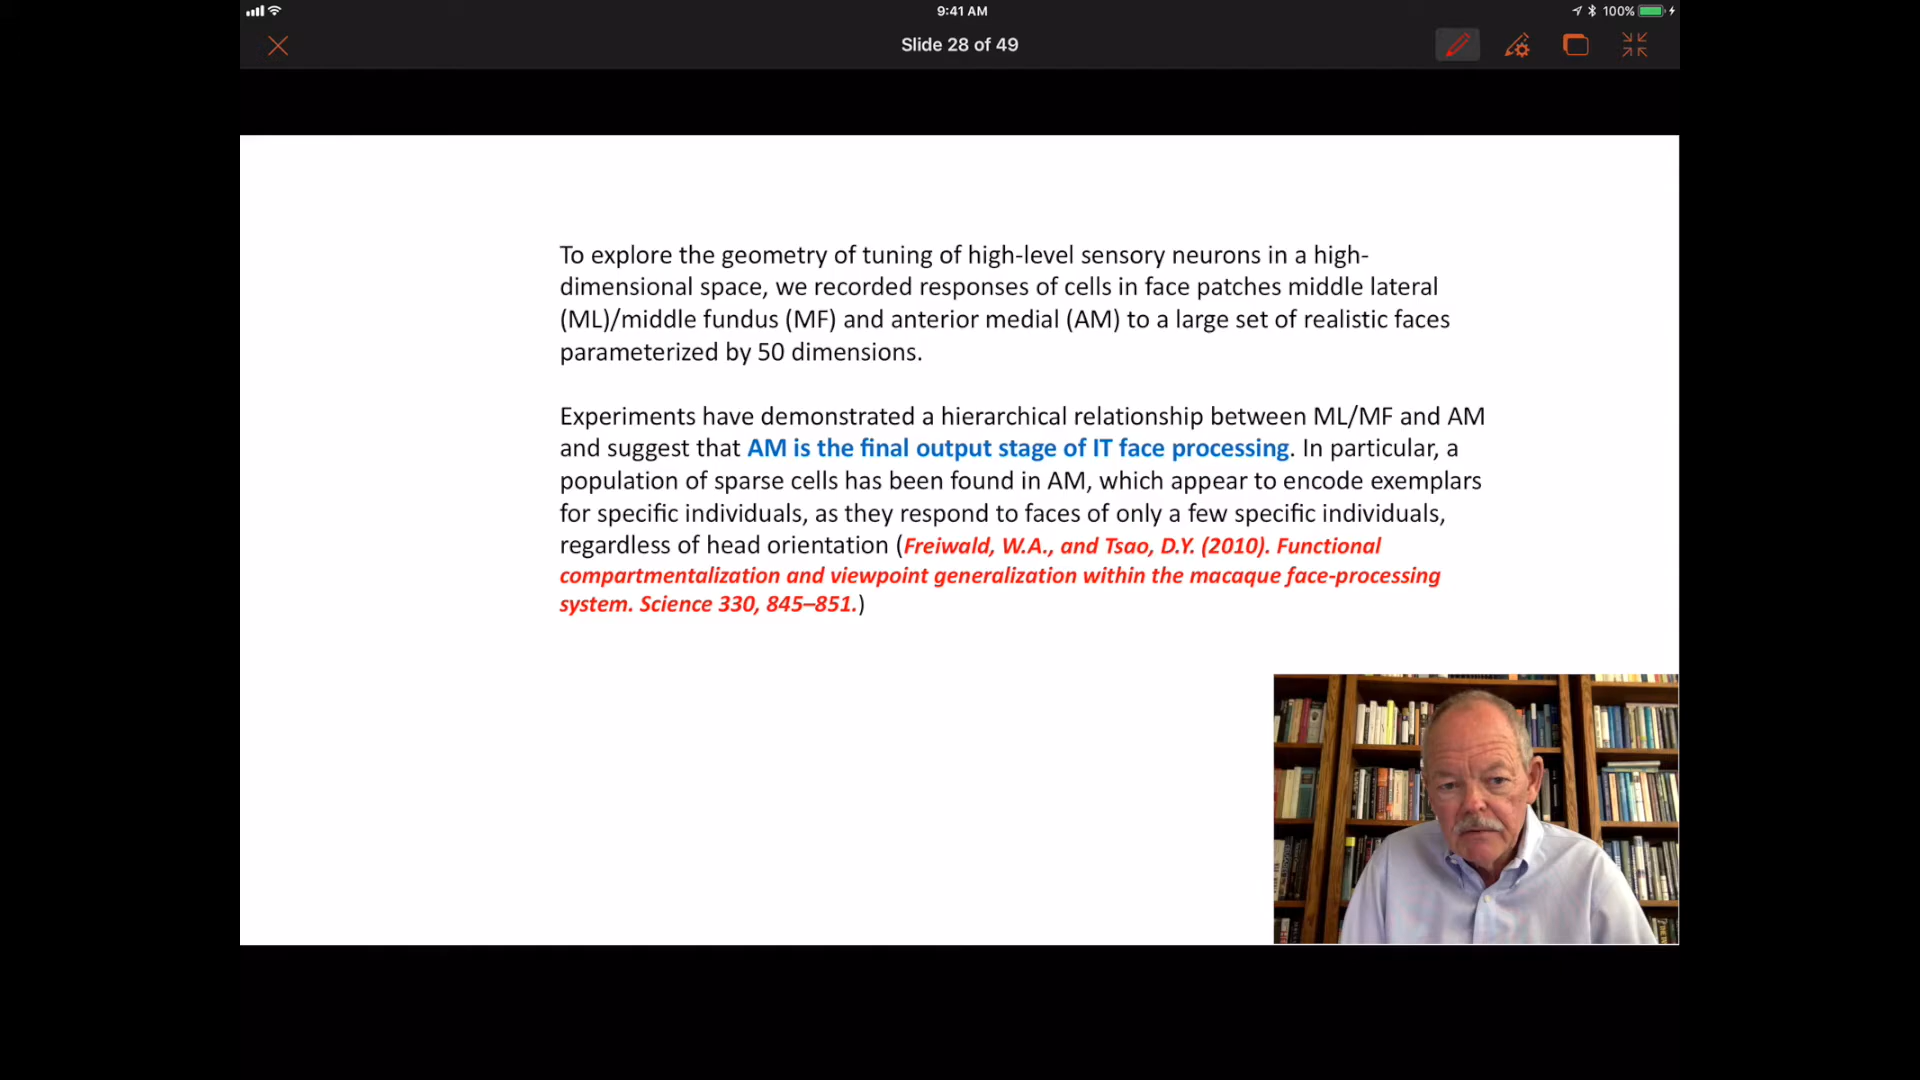 9:41 AM
100%
Slide 28 of 49
To explore the geometry of tuning of high-level sensory neurons in a high-
dimensional space, we recorded responses of cells in face patches middle lateral
(ML)/middle fundus (MF) and anterior medial (AM) to a large set of realistic faces
parameterized by 50 dimensions.
Experiments have demonstrated a hierarchical relationship between ML/MF and AM
and suggest that AM is the final output stage of IT face processing. In particular, a
population of sparse cells has been found in AM, which appear to encode exemplars
for specific individuals, as they respond to faces of only a few specific individuals,
regardless of head orientation (Freiwald, W.A., and Tsao, D.Y. (2010). Functional
compartmentalization and viewpoint generalization within the macaque face-processing
system. Science 330, 845–851.)